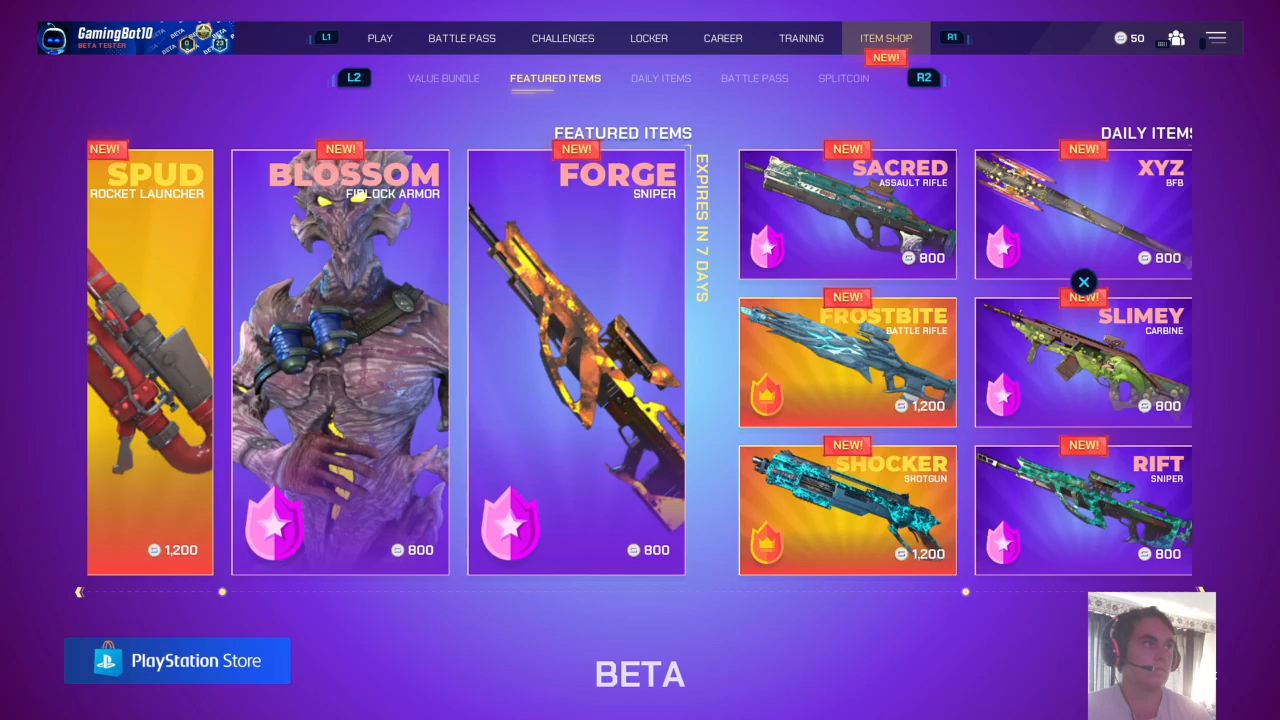 GamingBot10
BETA TESTER
0
23
L1
PLAY
BATTLE PASS
CHALLENGES
LOCKER
CAREER
TRAINING
ITEM SHOP
R1
50
NEW!
L2
VALUE BUNDLE
FEATURED ITEMS
DAILY ITEMS
BATTLE PASS
SPLITCOIN
R2
FEATURED ITEMS
EXPIRES IN 7 DAYS
NEW!
SPUD
ROCKET LAUNCHER
1,200
NEW!
BLOSSOM
FIBLOCK ARMOR
800
NEW!
FORGE
SNIPER
800
DAILY ITEMS
NEW!
SACRED
ASSAULT RIFLE
800
NEW!
XYZ
BFB
800
NEW!
FROSTBITE
BATTLE RIFLE
1,200
NEW!
SLIMEY
CARBINE
800
NEW!
SHOCKER
SHOTGUN
1,200
NEW!
RIFT
SNIPER
800
PlayStation Store
BETA